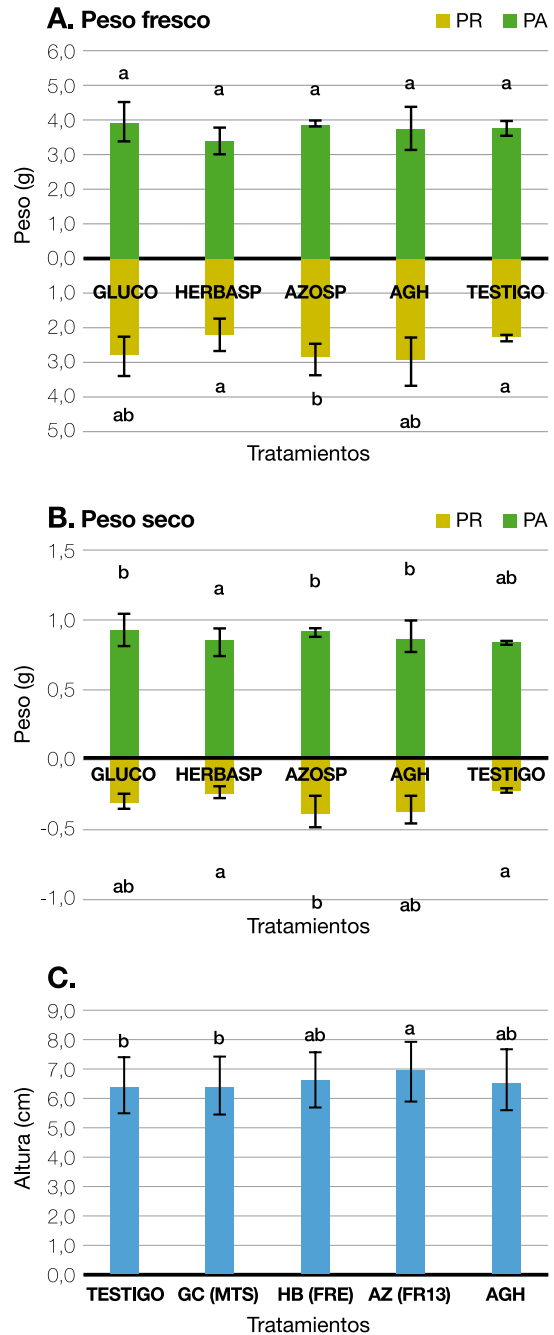 A. Peso fresco
PR PA
6,0
5,0
4,0
3,0
2,0
1,0
0,0
5,0
1,0
2,0
3,0
4,0
5,0
Peso (g)
a a a a a
GLUCO HERBASP AZOSP AGH TESTIGO
ab a b ab a
Tratamientos
B. Peso seco
PR PA
1,5
1,0
0,5
0,0
-0,5
-1,0
Peso (g)
b a b b ab
GLUCO HERBASP AZOSP AGH TESTIGO
ab a b ab a
Tratamientos
C.
9,0
8,0
7,0
6,0
5,0
4,0
3,0
2,0
1,0
0,0
Altura (cm)
b b ab a ab
TESTIGO GC (MTS) HB (FRE) AZ (FR13) AGH
Tratamientos